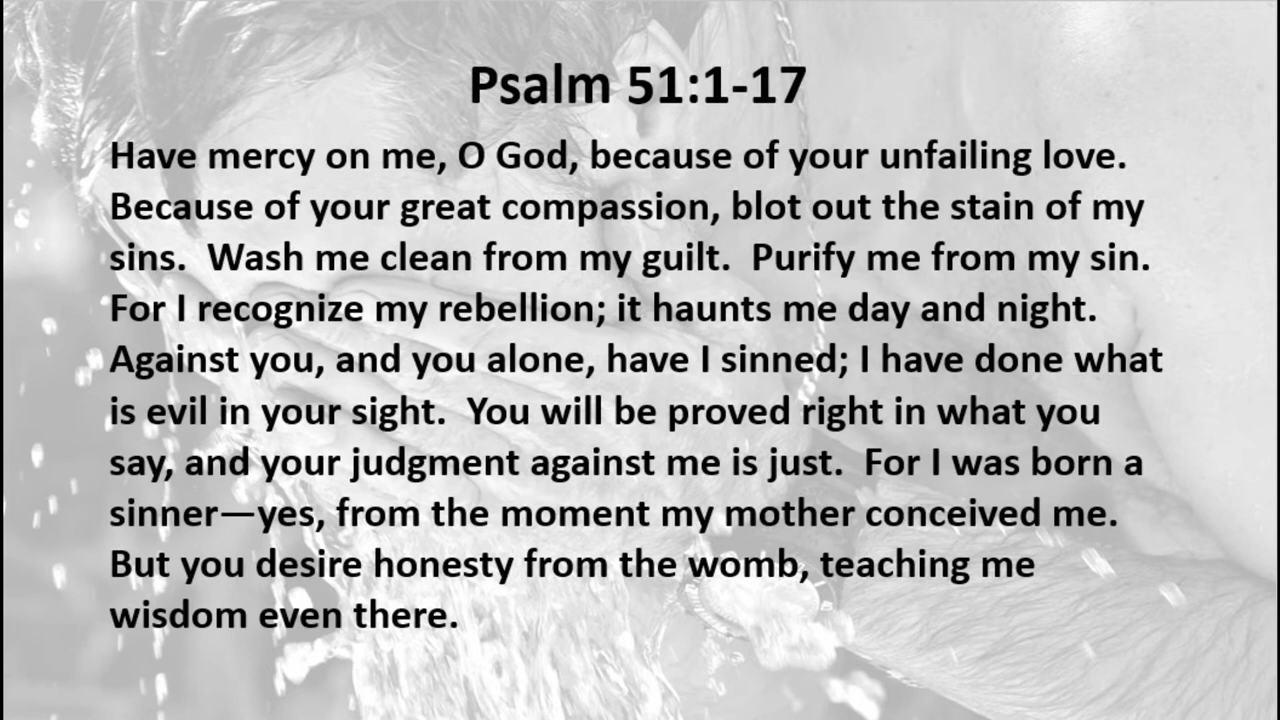 Psalm 51:1-17
Have mercy on me, O God, because of your unfailing love.
Because of your great compassion, blot out the stain of my
sins.  Wash me clean from my guilt.  Purify me from my sin.
For I recognize my rebellion; it haunts me day and night.
Against you, and you alone, have I sinned; I have done what
is evil in your sight.  You will be proved right in what you
say, and your judgment against me is just.  For I was born a
sinner—yes, from the moment my mother conceived me.
But you desire honesty from the womb, teaching me
wisdom even there.